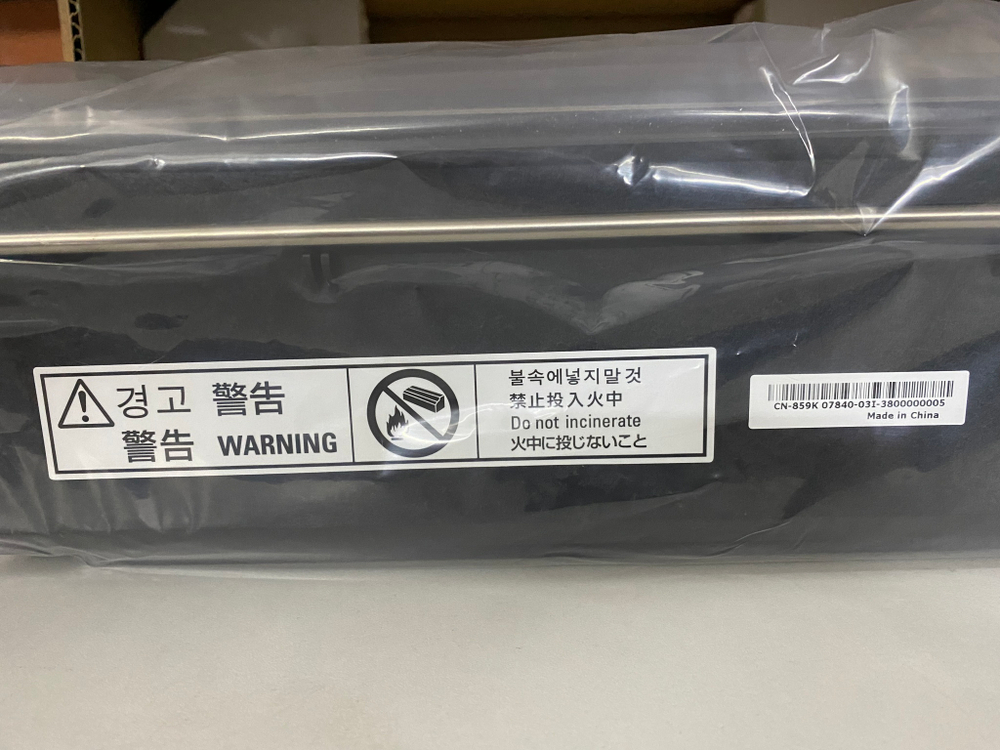 경고 警告
警告 WARNING
불속에넣지말것
禁止投入火中
Do not incinerate
火中に投じないこと
CN-859K 07840-031-3800000005
Made in China